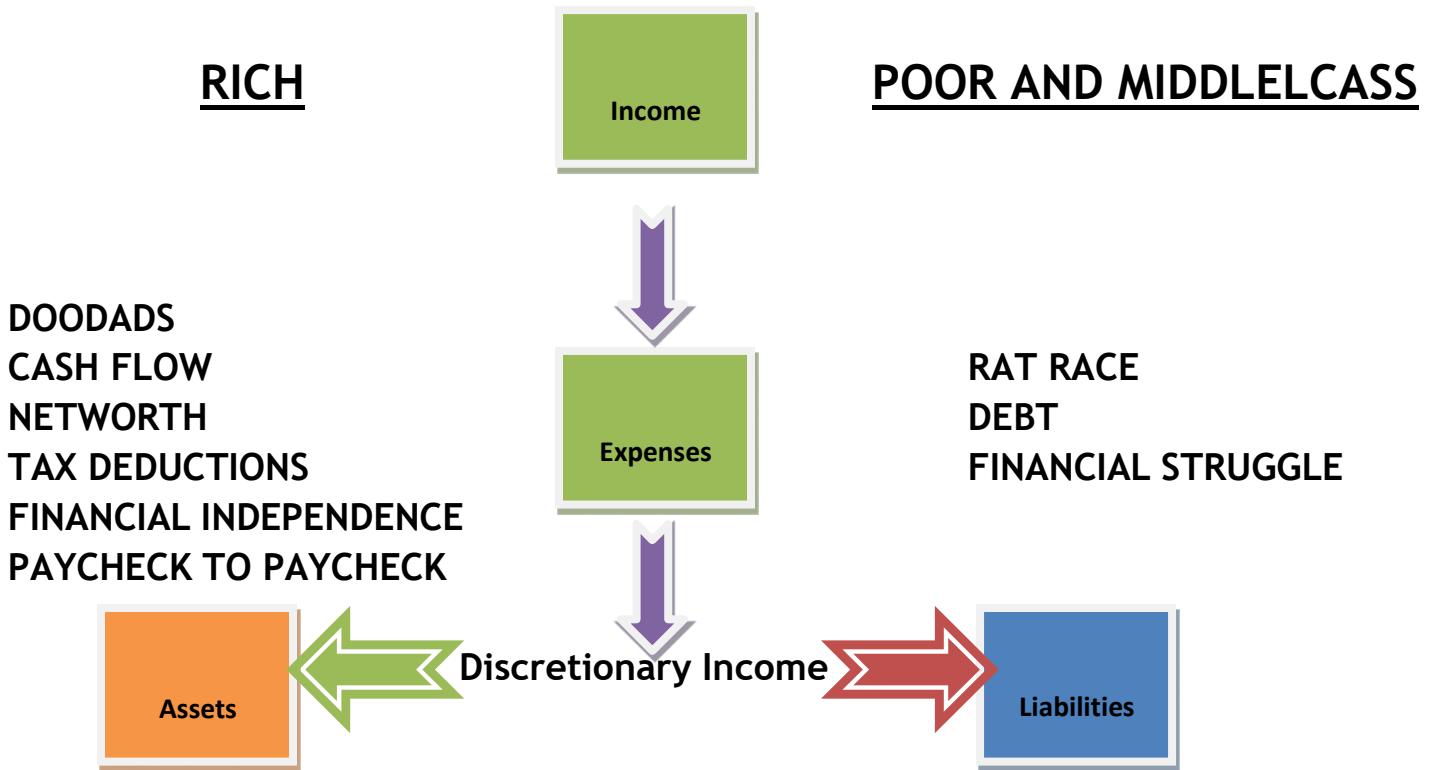 RICH
Income
POOR AND MIDDLELCASS
DOODADS
CASH FLOW
NETWORTH
TAX DEDUCTIONS
FINANCIAL INDEPENDENCE
PAYCHECK TO PAYCHECK
Expenses
RAT RACE
DEBT
FINANCIAL STRUGGLE
Assets
Discretionary Income
Liabilities